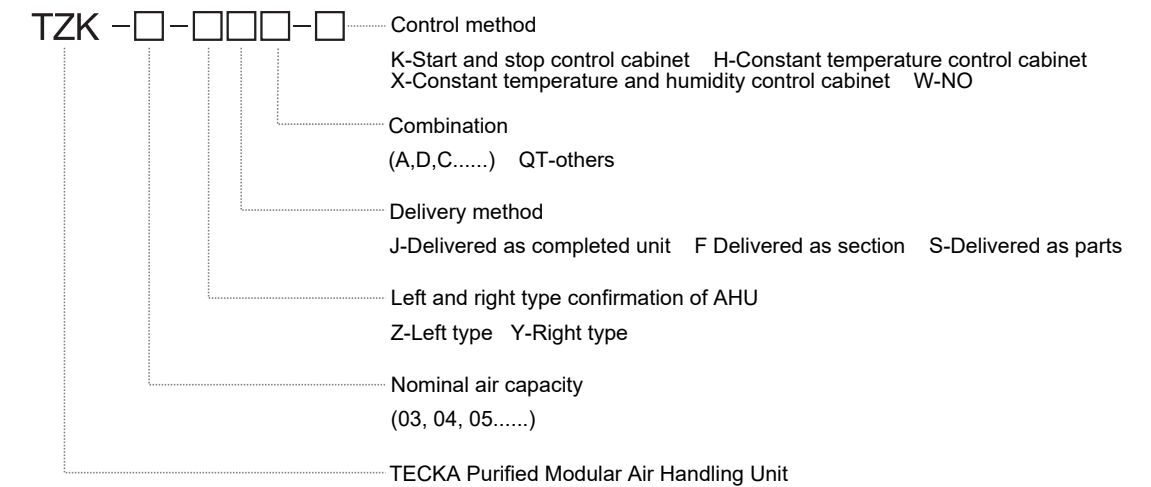 TZK -□-□□□-□ Control method
K-Start and stop control cabinet H-Constant temperature control cabinet
X-Constant temperature and humidity control cabinet W-NO
Combination
(A,D,C......) QT-others
Delivery method
J-Delivered as completed unit F Delivered as section S-Delivered as parts
Left and right type confirmation of AHU
Z-Left type Y-Right type
Nominal air capacity
(03, 04, 05......)
TECKA Purified Modular Air Handling Unit